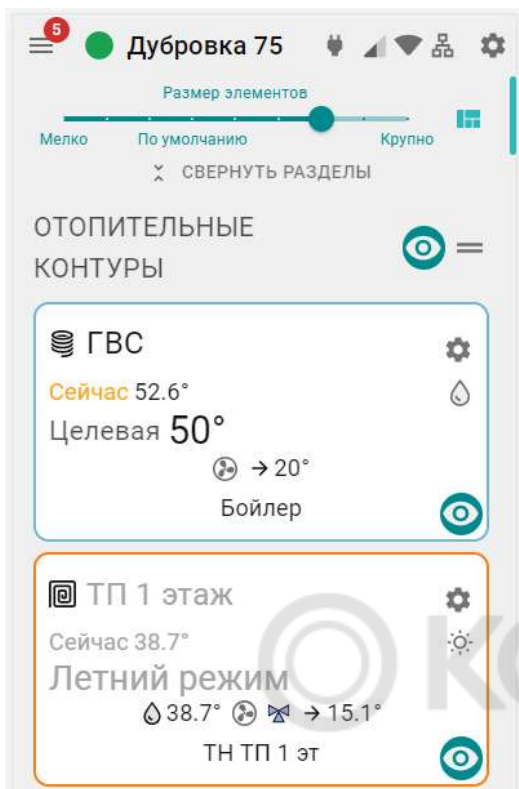 5
Дубровка 75
Размер элементов
Мелко По умолчанию Крупно
СВЕРНУТЬ РАЗДЕЛЫ
ОТОПИТЕЛЬНЫЕ
КОНТУРЫ
ГВС
Сейчас 52.6°
Целевая 50°
→ 20°
Бойлер
ТП 1 этаж
Сейчас 38.7°
Летний режим
38.7° → 15.1°
ТН ТП 1 эт